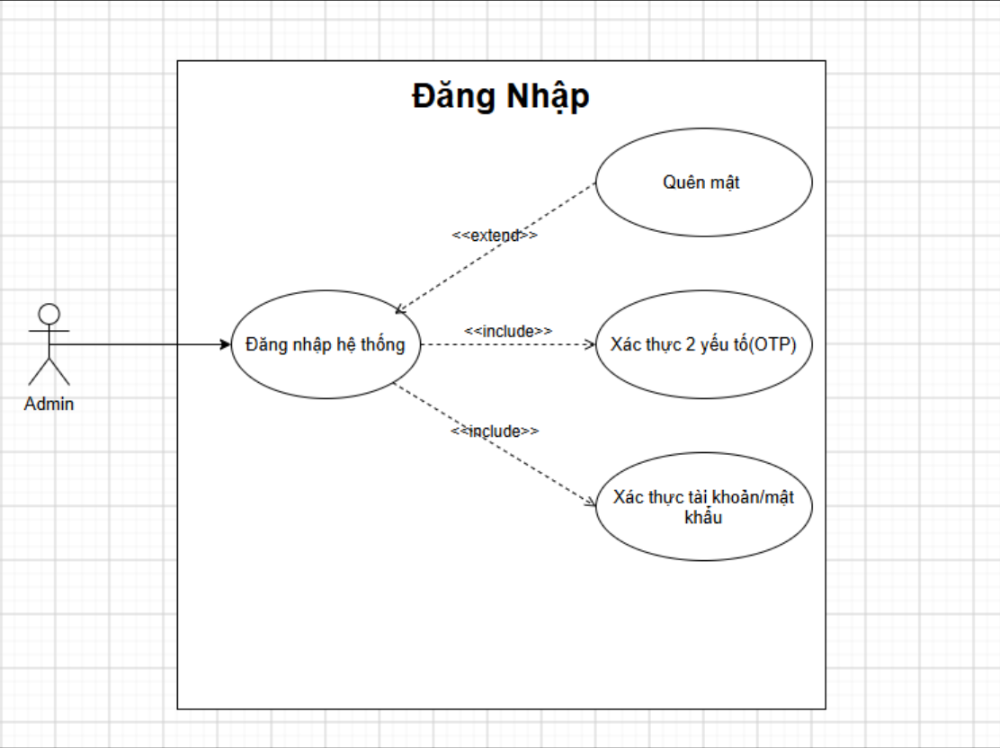 Đăng Nhập
Quên mật
<<extend>>
<<include>>
Đăng nhập hệ thống
Xác thực 2 yếu tố(OTP)
Admin
<<include>>
Xác thực tài khoản/mật
khẩu